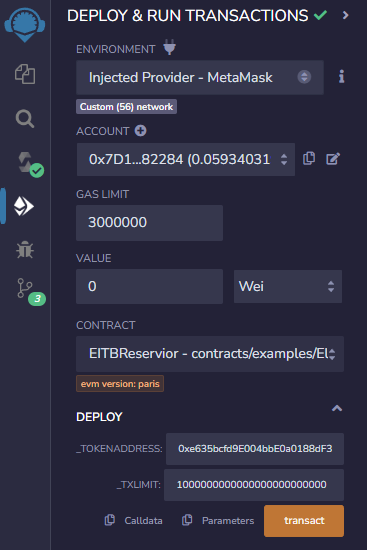 DEPLOY & RUN TRANSACTIONS
ENVIRONMENT
Injected Provider - MetaMask
Custom (56) network
ACCOUNT
0x7D1...82284 (0.05934031
GAS LIMIT
3000000
VALUE
0 Wei
CONTRACT
EITBReservior - contracts/examples/El
evm version: paris
3
DEPLOY
_TOKENADDRESS: 0xe635bcfd9E004bbE0a0188dF3
_TXLIMIT:
Calldata Parameters transact